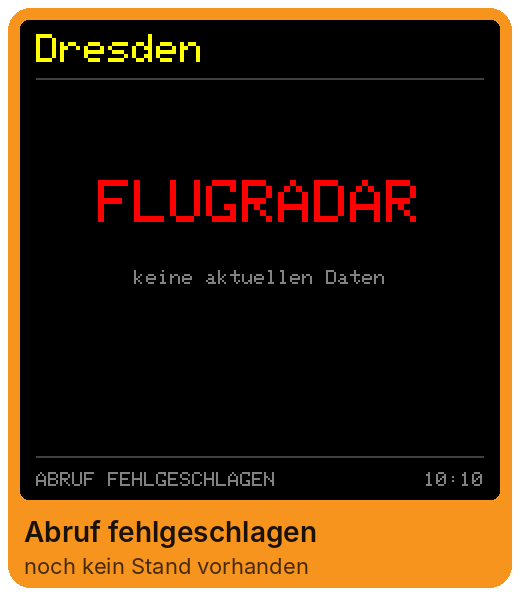 Dresden
FLUGRADAR
keine aktuellen Daten
ABRUF FEHLGESCHLAGEN 10:10
Abruf fehlgeschlagen
noch kein Stand vorhanden